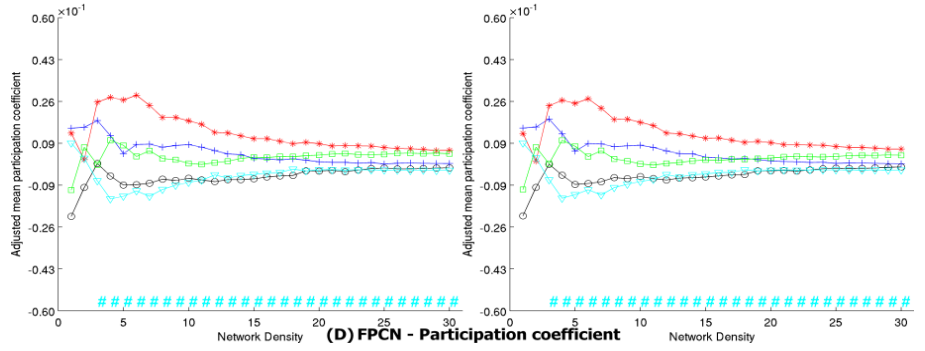 ×10⁻¹ ×10⁻¹
0.60 0.60
0.43 0.43
0.26 0.26
0.09 0.09
-0.09 -0.09
-0.26 -0.26
-0.43 -0.43
-0.60 -0.60
Adjusted mean participation coefficient
Adjusted mean participation coefficient
# # # # # # # # # # # # # # # # # # # # # # # # # # # #
# # # # # # # # # # # # # # # # # # # # # # # # # # # #
0 5 10 15 20 25 30 0 5 10 15 20 25 30
Network Density (D) FPCN - Participation coefficient Network Density